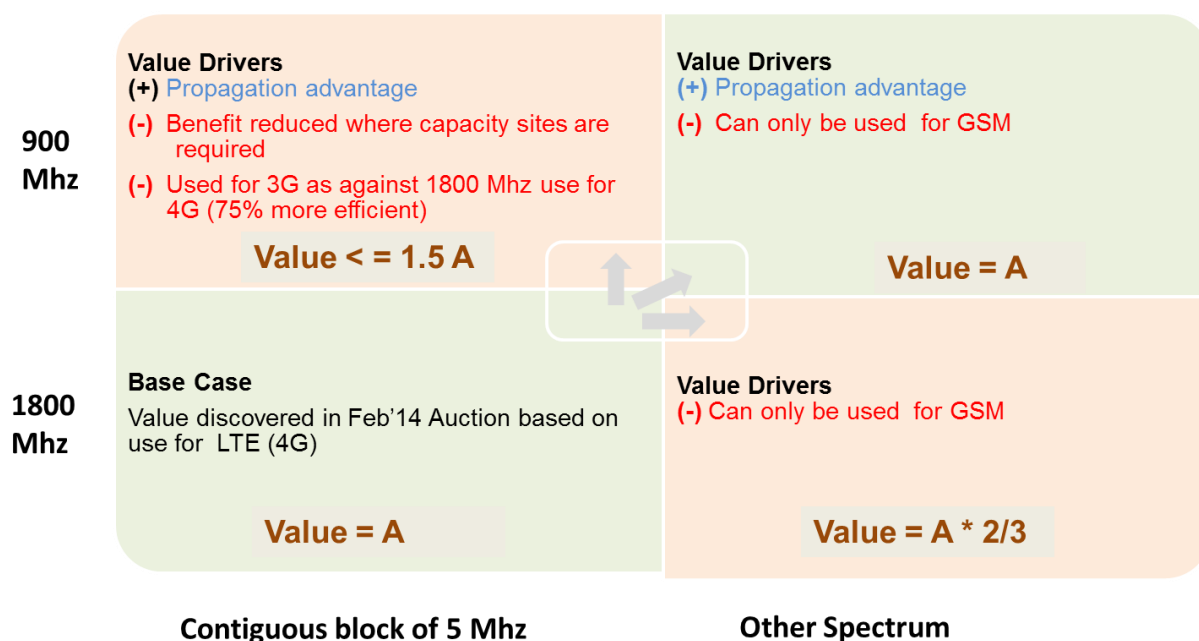 900
Mhz
Value Drivers
(+) Propagation advantage
(-) Benefit reduced where capacity sites are
required
(-) Used for 3G as against 1800 Mhz use for
4G (75% more efficient)
Value < = 1.5 A
Value Drivers
(+) Propagation advantage
(-) Can only be used for GSM
Value = A
1800
Mhz
Base Case
Value discovered in Feb'14 Auction based on
use for LTE (4G)
Value = A
Value Drivers
(-) Can only be used for GSM
Value = A * 2/3
Contiguous block of 5 Mhz
Other Spectrum